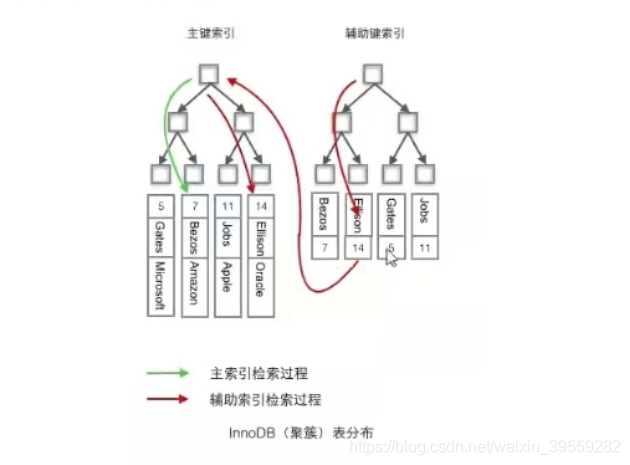 主键索引
辅助键索引
5
7
11
14
Gates
Bezos
Jobs
Ellison
Microsoft
Amazon
Apple
Oracle
Bezos
Ellison
Gates
Jobs
7
14
5
11
主索引检索过程
辅助索引检索过程
InnoDB（聚簇）表分布
https://blog.csdn.net/weixin_39559282